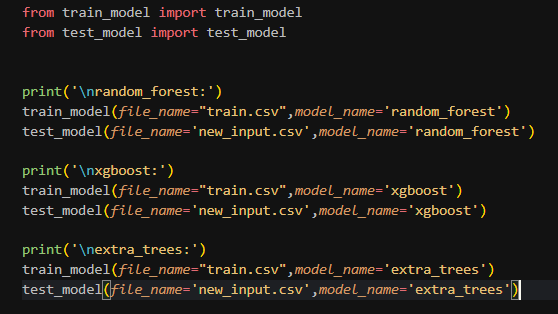 from train_model import train_model
from test_model import test_model
print('\nrandom_forest:')
train_model(file_name="train.csv",model_name='random_forest')
test_model(file_name='new_input.csv',model_name='random_forest')
print('\nxgboost:')
train_model(file_name="train.csv",model_name='xgboost')
test_model(file_name='new_input.csv',model_name='xgboost')
print('\nextra_trees:')
train_model(file_name="train.csv",model_name='extra_trees')
test_model(file_name='new_input.csv',model_name='extra_trees')